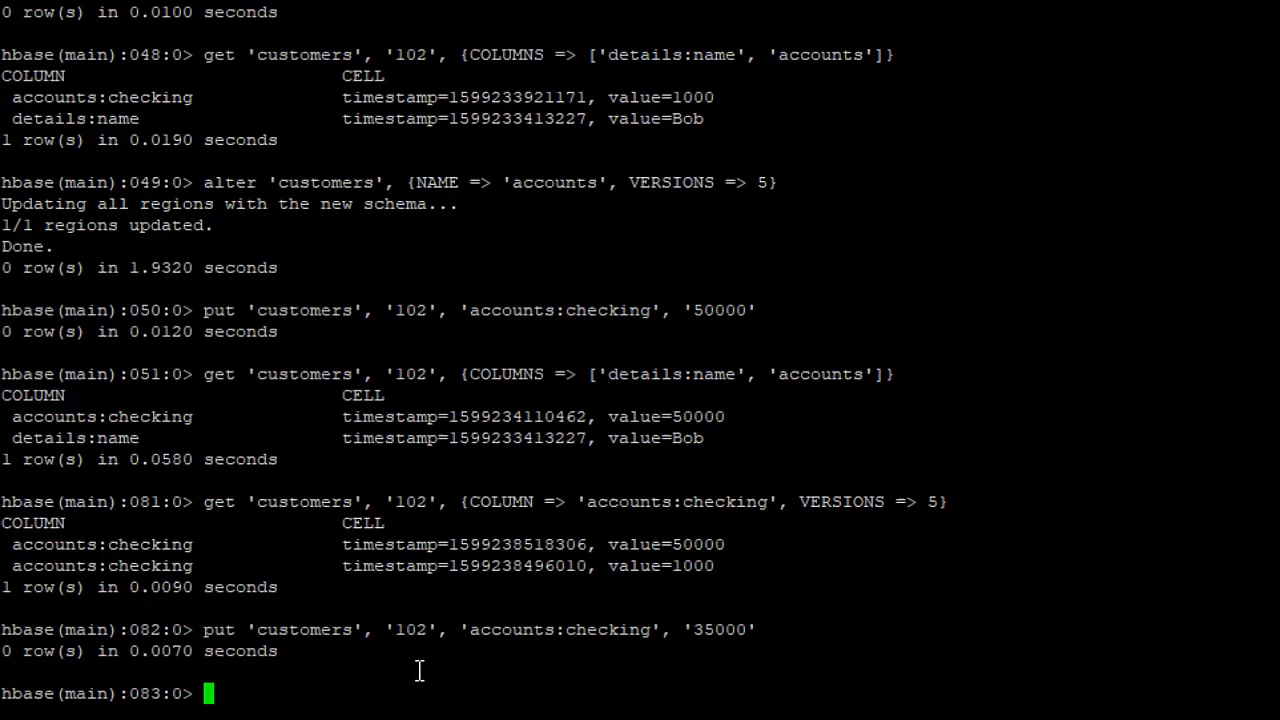 0 row(s) in 0.0100 seconds
hbase(main):048:0> get 'customers', '102', {COLUMNS => ['details:name', 'accounts']}
COLUMN CELL
accounts:checking timestamp=1599233921171, value=1000
details:name timestamp=1599233413227, value=Bob
1 row(s) in 0.0190 seconds
hbase(main):049:0> alter 'customers', {NAME => 'accounts', VERSIONS => 5}
Updating all regions with the new schema...
1/1 regions updated.
Done.
0 row(s) in 1.9320 seconds
hbase(main):050:0> put 'customers', '102', 'accounts:checking', '50000'
0 row(s) in 0.0120 seconds
hbase(main):051:0> get 'customers', '102', {COLUMNS => ['details:name', 'accounts']}
COLUMN CELL
accounts:checking timestamp=1599234110462, value=50000
details:name timestamp=1599233413227, value=Bob
1 row(s) in 0.0580 seconds
hbase(main):081:0> get 'customers', '102', {COLUMN => 'accounts:checking', VERSIONS => 5}
COLUMN CELL
accounts:checking timestamp=1599238518306, value=50000
accounts:checking timestamp=1599238496010, value=1000
1 row(s) in 0.0090 seconds
hbase(main):082:0> put 'customers', '102', 'accounts:checking', '35000'
0 row(s) in 0.0070 seconds
hbase(main):083:0>